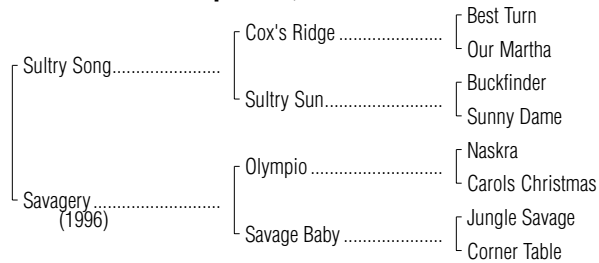 Best Turn
Cox's Ridge ....................
Our Martha
Sultry Song......................
Buckfinder
Sultry Sun.......................
Sunny Dame
Naskra
Olympio .........................
Carols Christmas
Savagery..........................
(1996)
Jungle Savage
Savage Baby ...................
Corner Table